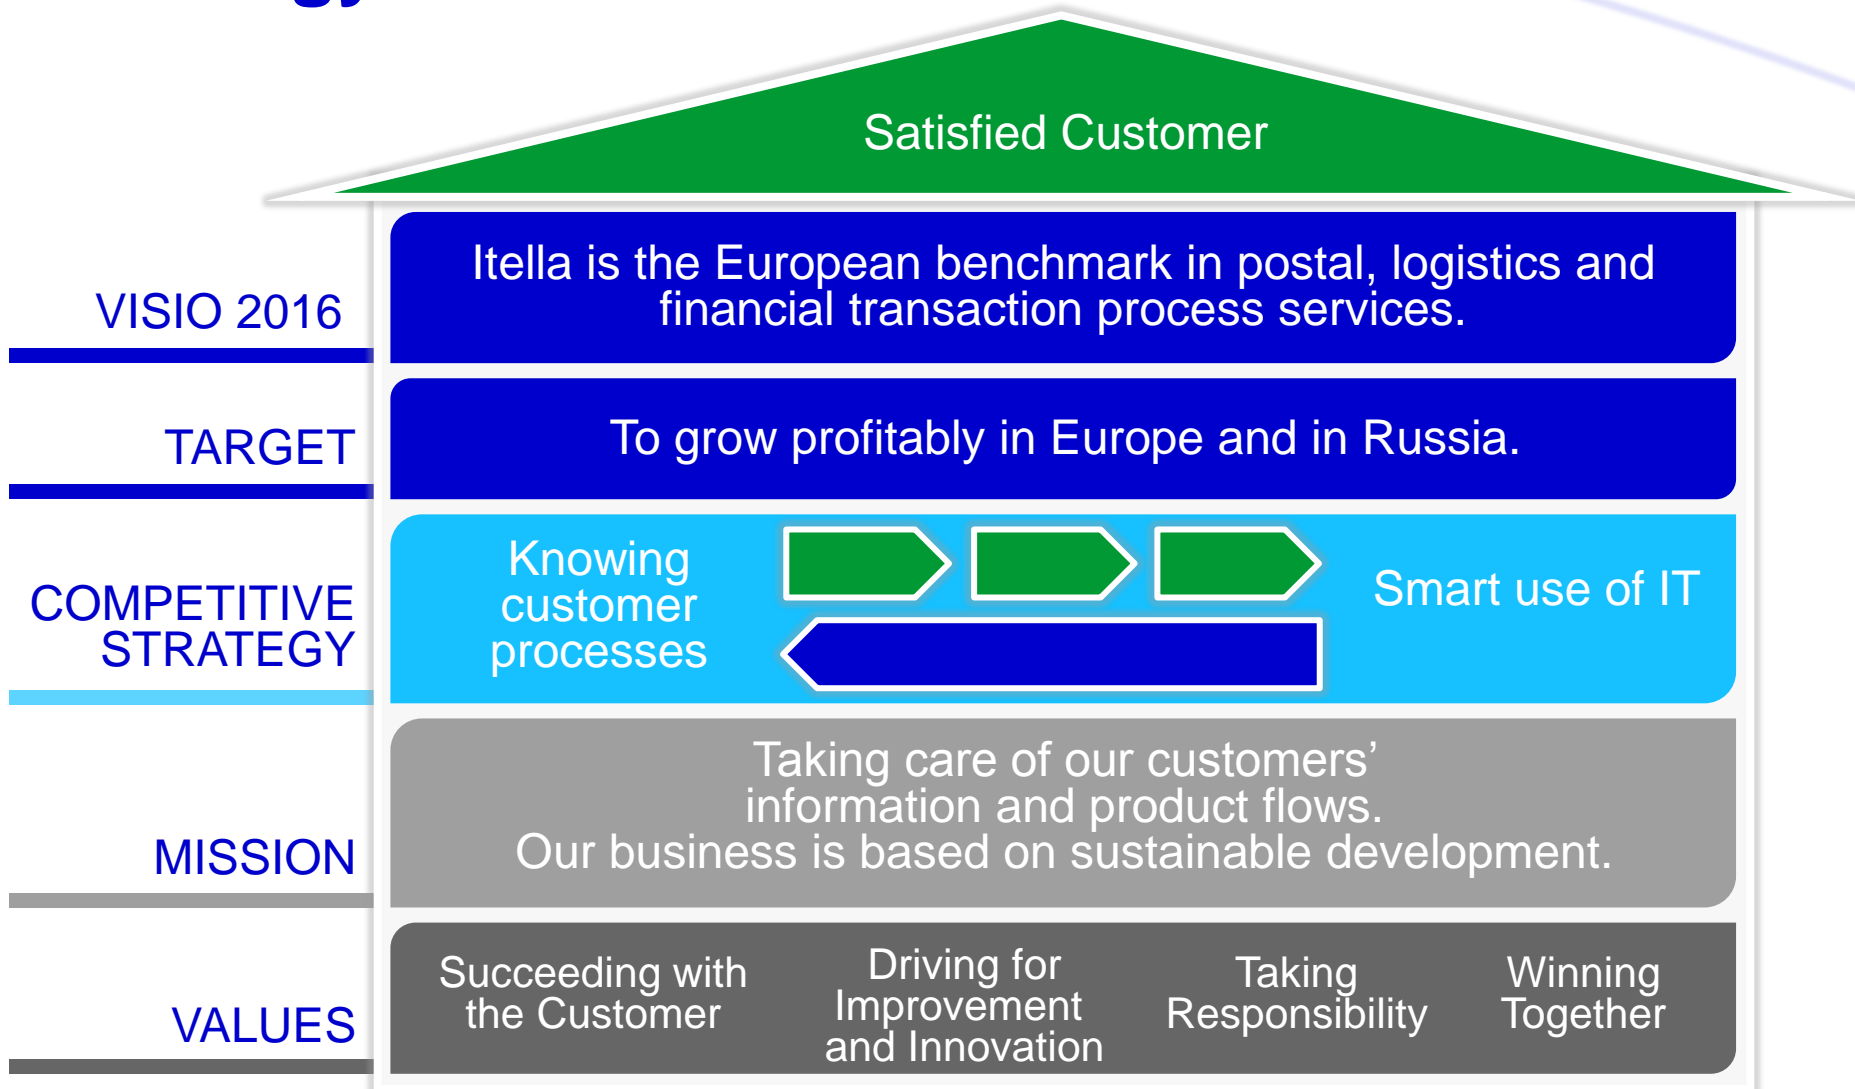 Satisfied Customer
VISIO 2016
Itella is the European benchmark in postal, logistics and
financial transaction process services.
TARGET
To grow profitably in Europe and in Russia.
COMPETITIVE
STRATEGY
Knowing
customer
processes
Smart use of IT
MISSION
Taking care of our customers’
information and product flows.
Our business is based on sustainable development.
VALUES
Succeeding with
the Customer
Driving for
Improvement
and Innovation
Taking
Responsibility
Winning
Together